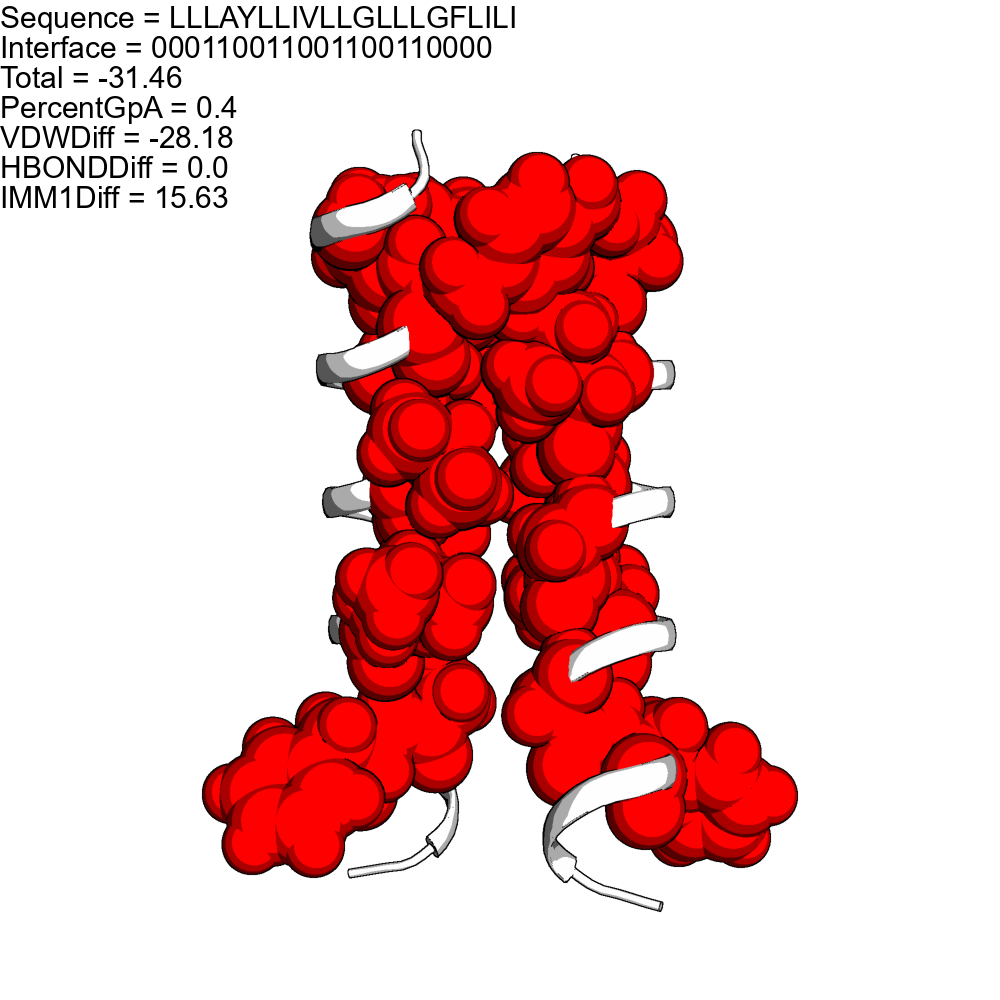 Sequence = LLLAYLLIVLLGLLLGFLILI
Interface = 000110011001100110000
Total = -31.46
PercentGpA = 0.4
VDWDiff = -28.18
HBONDDiff = 0.0
IMM1Diff = 15.63